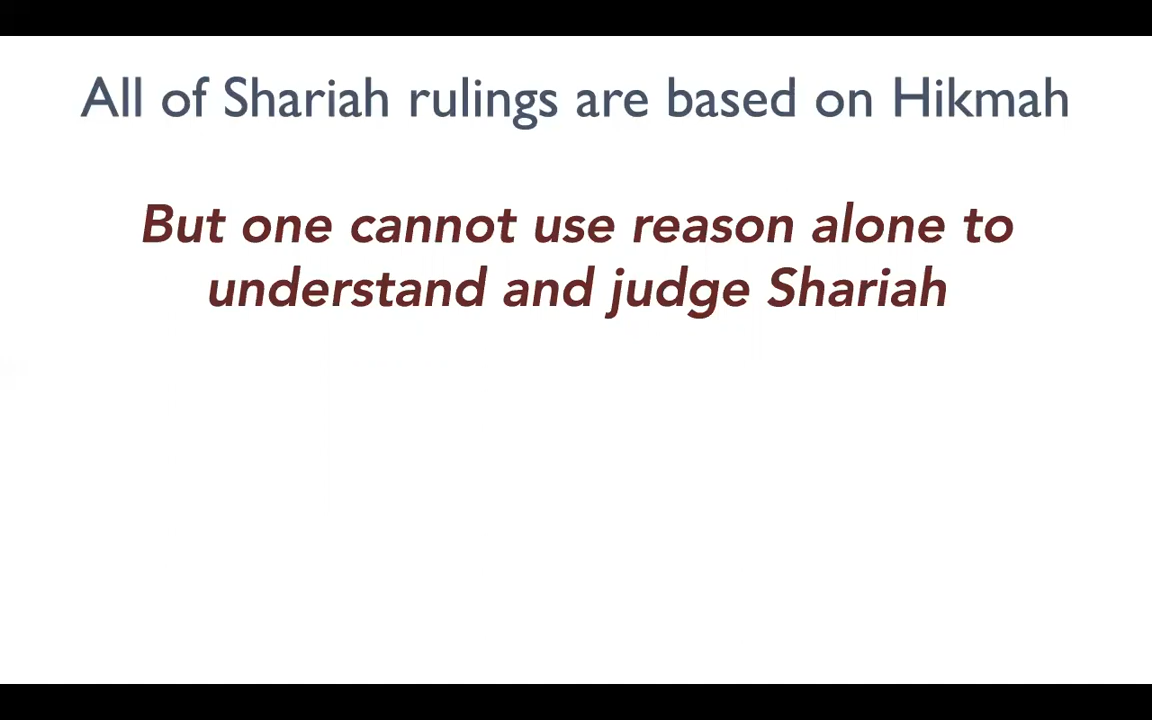 All of Shariah rulings are based on Hikmah
But one cannot use reason alone to
understand and judge Shariah